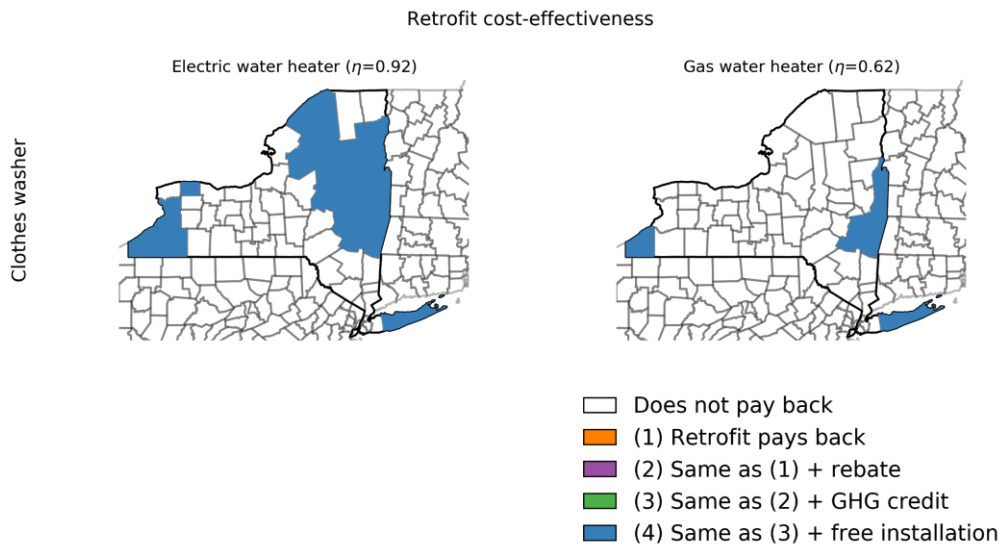 Retrofit cost-effectiveness
Electric water heater (η=0.92)
Gas water heater (η=0.62)
Clothes washer
Does not pay back
(1) Retrofit pays back
(2) Same as (1) + rebate
(3) Same as (2) + GHG credit
(4) Same as (3) + free installation